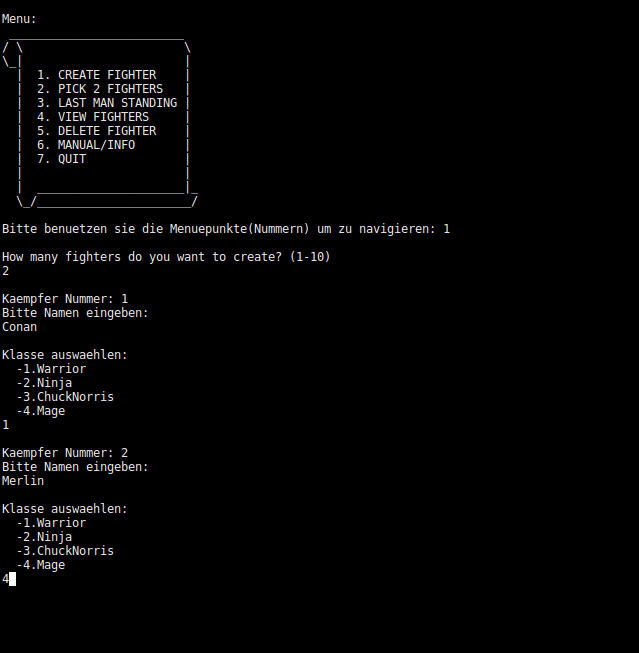 Menu:
1. CREATE FIGHTER
2. PICK 2 FIGHTERS
3. LAST MAN STANDING
4. VIEW FIGHTERS
5. DELETE FIGHTER
6. MANUAL/INFO
7. QUIT
Bitte benuetzen sie die Menuepunkte(Nummern) um zu navigieren: 1
How many fighters do you want to create? (1-10)
2
Kaempfer Nummer: 1
Bitte Namen eingeben:
Conan
Klasse auswaehlen:
-1.Warrior
-2.Ninja
-3.ChuckNorris
-4.Mage
1
Kaempfer Nummer: 2
Bitte Namen eingeben:
Merlin
Klasse auswaehlen:
-1.Warrior
-2.Ninja
-3.ChuckNorris
-4.Mage
4